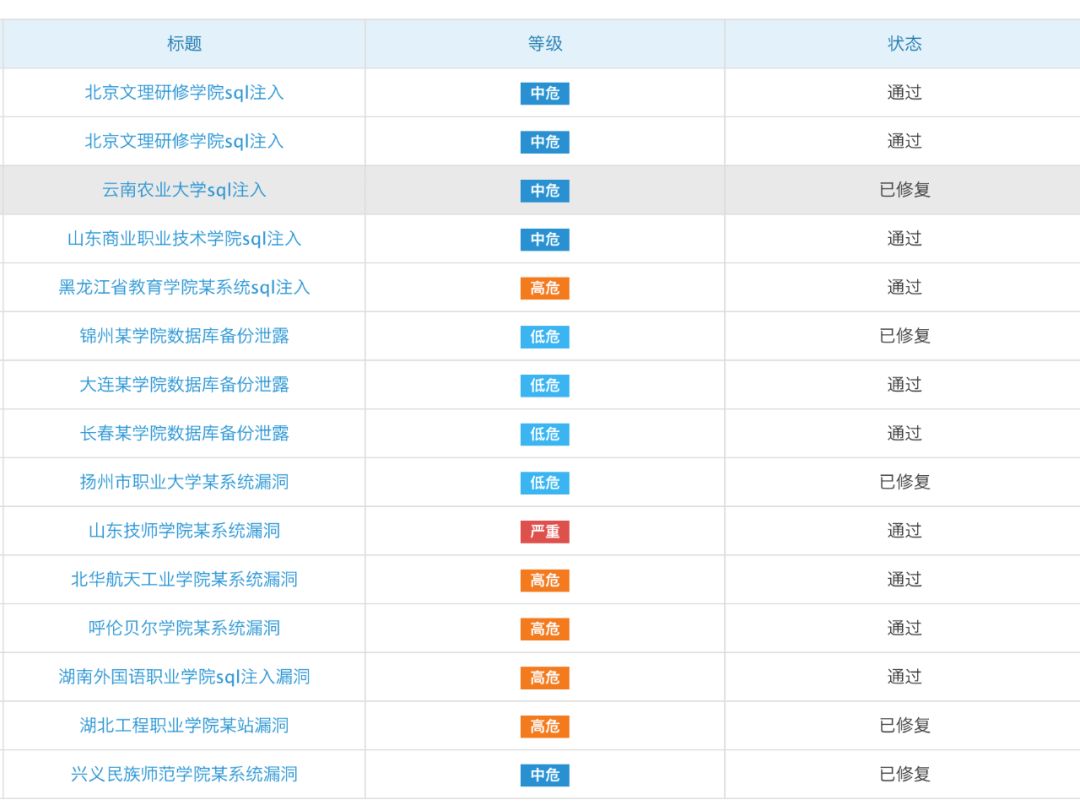 标题 等级 状态
北京文理研修学院sql注入 中危 通过
北京文理研修学院sql注入 中危 通过
云南农业大学sql注入 中危 已修复
山东商业职业技术学院sql注入 中危 通过
黑龙江省教育学院某系统sql注入 高危 通过
锦州某学院数据库备份泄露 低危 已修复
大连某学院数据库备份泄露 低危 通过
长春某学院数据库备份泄露 低危 通过
扬州市职业大学某系统漏洞 低危 已修复
山东技师学院某系统漏洞 严重 通过
北华航天工业学院某系统漏洞 高危 通过
呼伦贝尔学院某系统漏洞 高危 通过
湖南外国语职业学院sql注入漏洞 高危 通过
湖北工程职业学院某站漏洞 高危 已修复
兴义民族师范学院某系统漏洞 中危 已修复